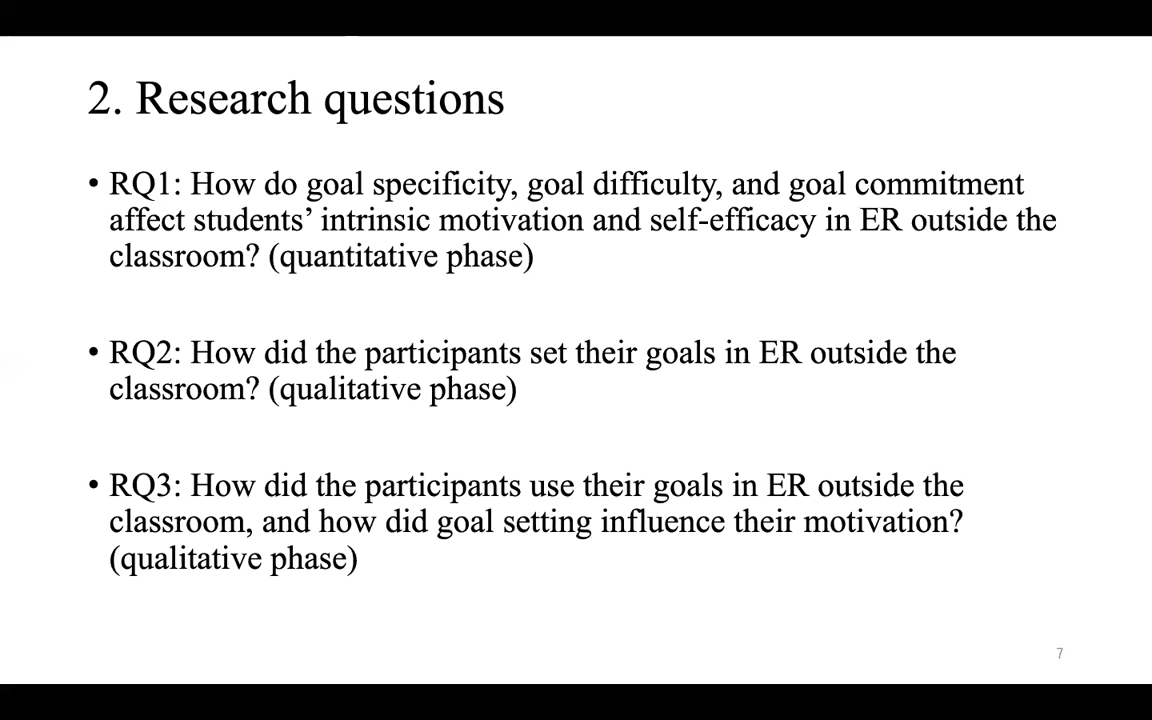 2. Research questions
• RQ1: How do goal specificity, goal difficulty, and goal commitment
affect students’ intrinsic motivation and self-efficacy in ER outside the
classroom? (quantitative phase)
• RQ2: How did the participants set their goals in ER outside the
classroom? (qualitative phase)
• RQ3: How did the participants use their goals in ER outside the
classroom, and how did goal setting influence their motivation?
(qualitative phase)
7